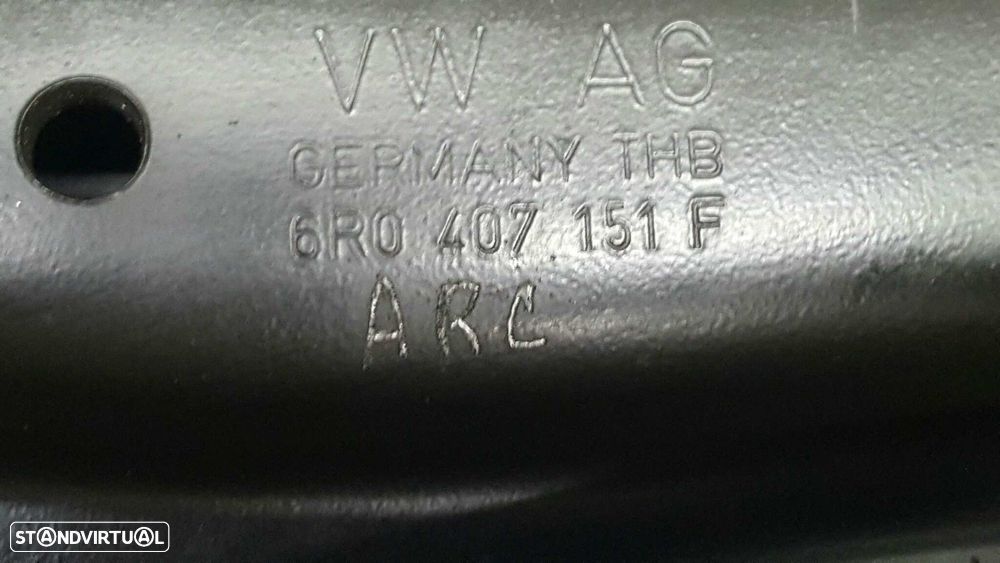 VW AG
GERMANY THB
6R0 407 151 F
ARC
STANDVIRTUAL